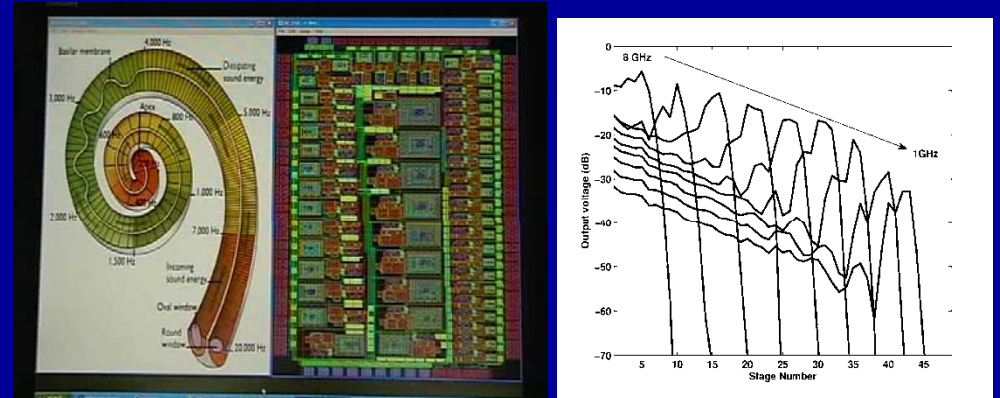 4,000 Hz
Basilar membrane
Dissipating
sound energy
3,000 Hz
5,000 Hz
Apex
800 Hz
600 Hz
1,000 Hz
2,000 Hz
7,000 Hz
1,500 Hz
Incoming
sound energy
Oval window
Round
window
20,000 Hz
0
8 GHz
-10
-20
1GHz
-30
-40
-50
-60
-70
Output voltage (dB)
5 10 15 20 25 30 35 40 45
Stage Number